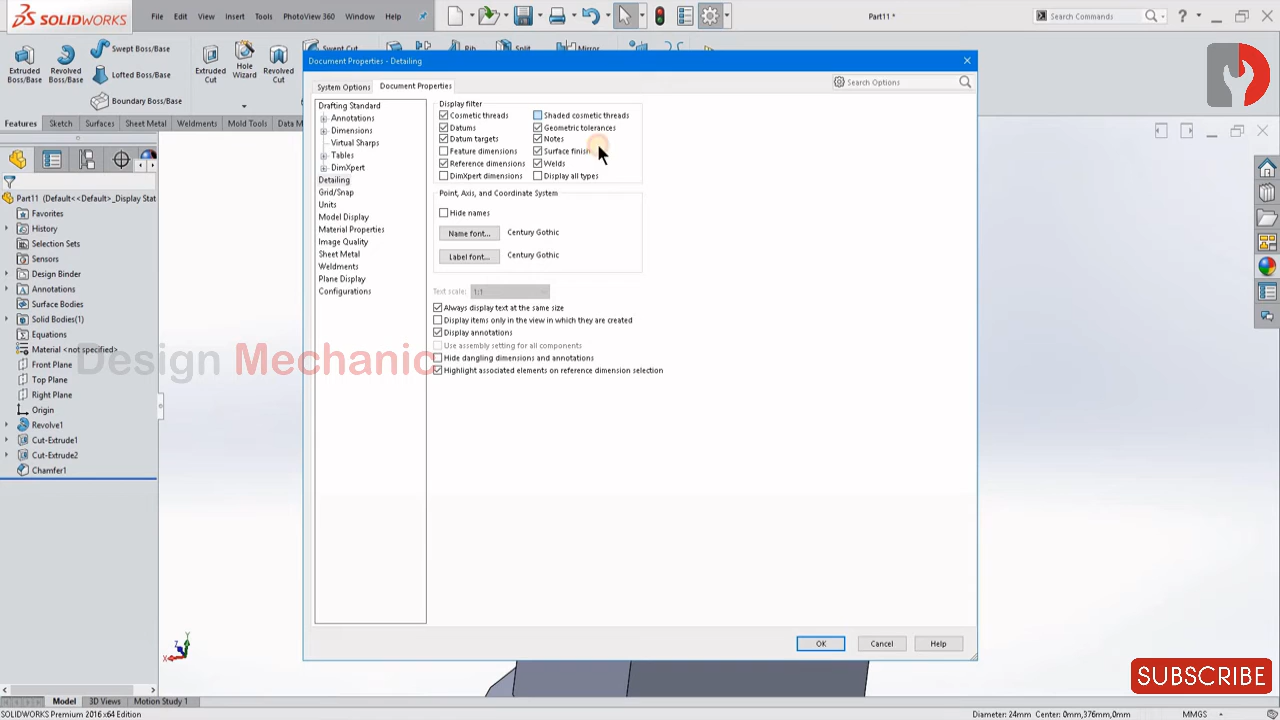 SOLIDWORKS
File Edit View Insert Tools PhotoView 360 Window Help
Part11 *
Search Commands
Extruded Boss/Base
Revolved Boss/Base
Swept Boss/Base
Lofted Boss/Base
Boundary Boss/Base
Extruded Cut
Hole Wizard
Revolved Cut
Swept Cut
Rib
Split
Mirror
Features Sketch Surfaces Sheet Metal Weldments Mold Tools Data M
Part11 (Default<<Default>_Display Stat
Favorites
History
Selection Sets
Sensors
Design Binder
Annotations
Surface Bodies
Solid Bodies(1)
Equations
Material <not specified>
Front Plane
Top Plane
Right Plane
Origin
Revolve1
Cut-Extrude1
Cut-Extrude2
Chamfer1
Document Properties - Detailing
System Options Document Properties
Search Options
Drafting Standard
Annotations
Dimensions
Virtual Sharps
Tables
DimXpert
Detailing
Grid/Snap
Units
Model Display
Material Properties
Image Quality
Sheet Metal
Weldments
Plane Display
Configurations
Display filter
Cosmetic threads Shaded cosmetic threads
Datums Geometric tolerances
Datum targets Notes
Feature dimensions Surface finish
Reference dimensions Welds
DimXpert dimensions Display all types
Point, Axis, and Coordinate System
Hide names
Name font... Century Gothic
Label font... Century Gothic
Text scale: 1:1
Always display text at the same size
Display items only in the view in which they are created
Display annotations
Use assembly setting for all components
Hide dangling dimensions and annotations
Highlight associated elements on reference dimension selection
OK Cancel Help
Design Mechanic
X Y Z
SUBSCRIBE
Model 3D Views Motion Study 1
SOLIDWORKS Premium 2016 x64 Edition
Diameter: 24mm Center: 0mm,376mm,0mm MMGS